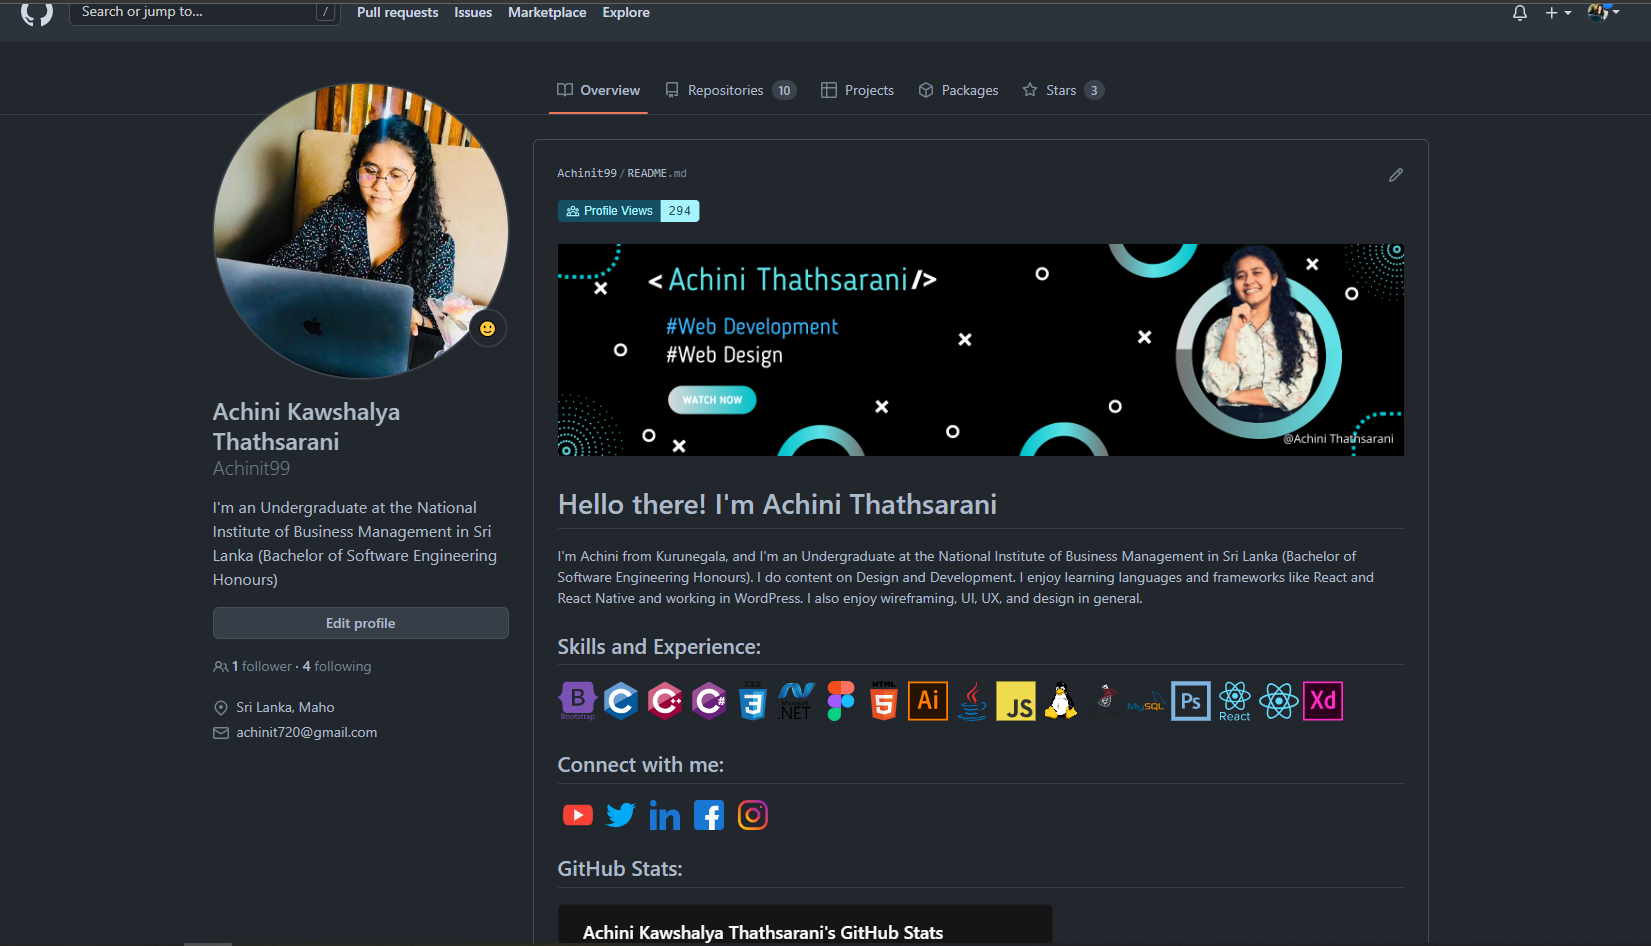 Search or jump to... /
Pull requests Issues Marketplace Explore
Overview Repositories 10 Projects Packages Stars 3
Achini Kawshalya
Thathsarani
Achinit99
I'm an Undergraduate at the National
Institute of Business Management in Sri
Lanka (Bachelor of Software Engineering
Honours)
Edit profile
1 follower · 4 following
Sri Lanka, Maho
achinit720@gmail.com
Achinit99/README.md
Profile Views 294
<Achini Thathsarani/>
#Web Development
#Web Design
WATCH NOW
@Achini Thathsarani
Hello there! I'm Achini Thathsarani
I'm Achini from Kurunegala, and I'm an Undergraduate at the National Institute of Business Management in Sri Lanka (Bachelor of
Software Engineering Honours). I do content on Design and Development. I enjoy learning languages and frameworks like React and
React Native and working in WordPress. I also enjoy wireframing, UI, UX, and design in general.
Skills and Experience:
B Bootstrap C C++ C# CSS 3 Microsoft .NET HTML 5 Ai Java JS MySQL Ps React Xd
Connect with me:
in f
GitHub Stats:
Achini Kawshalya Thathsarani's GitHub Stats